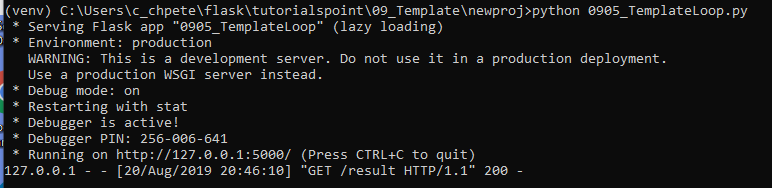 (venv) C:\Users\c_chpete\flask\tutorialspoint\09_Template\newproj>python 0905_TemplateLoop.py
 * Serving Flask app "0905_TemplateLoop" (lazy loading)
 * Environment: production
   WARNING: This is a development server. Do not use it in a production deployment.
   Use a production WSGI server instead.
 * Debug mode: on
 * Restarting with stat
 * Debugger is active!
 * Debugger PIN: 256-006-641
 * Running on http://127.0.0.1:5000/ (Press CTRL+C to quit)
127.0.0.1 - - [20/Aug/2019 20:46:10] "GET /result HTTP/1.1" 200 -